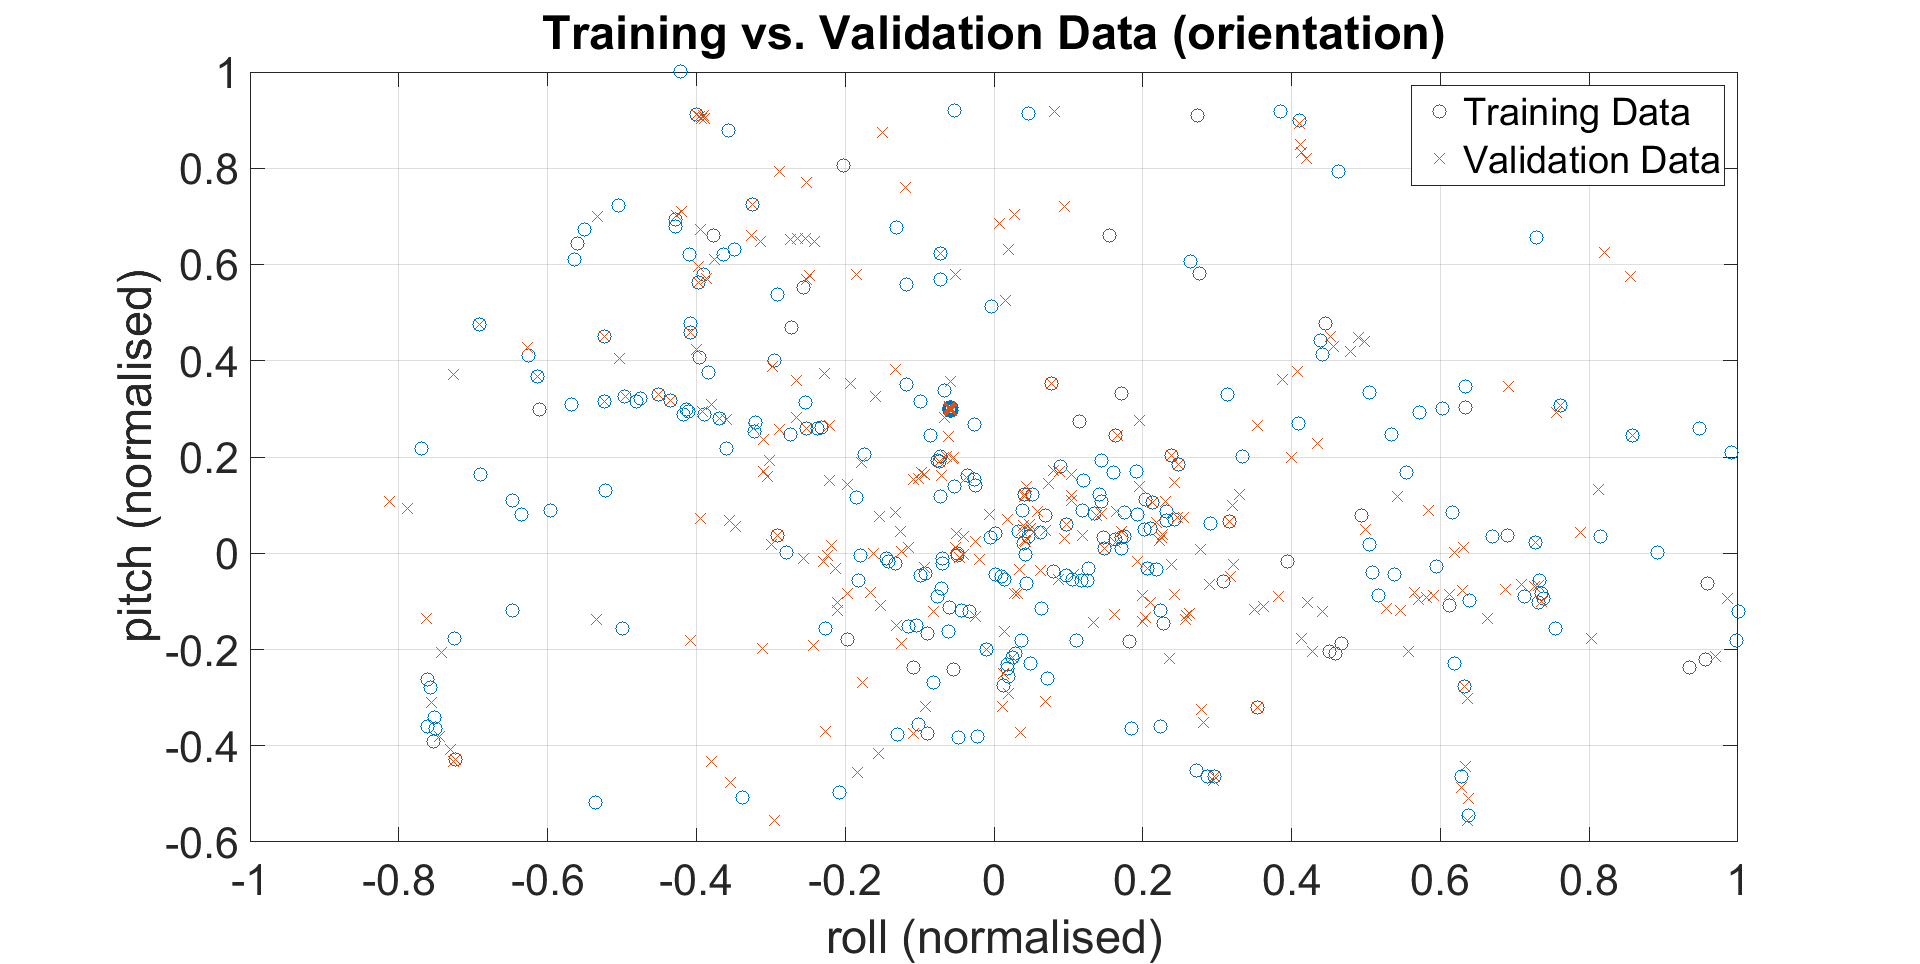 Training vs. Validation Data (orientation)
Training Data
Validation Data
pitch (normalised)
1
0.8
0.6
0.4
0.2
0
-0.2
-0.4
-0.6
-1 -0.8 -0.6 -0.4 -0.2 0 0.2 0.4 0.6 0.8 1
roll (normalised)